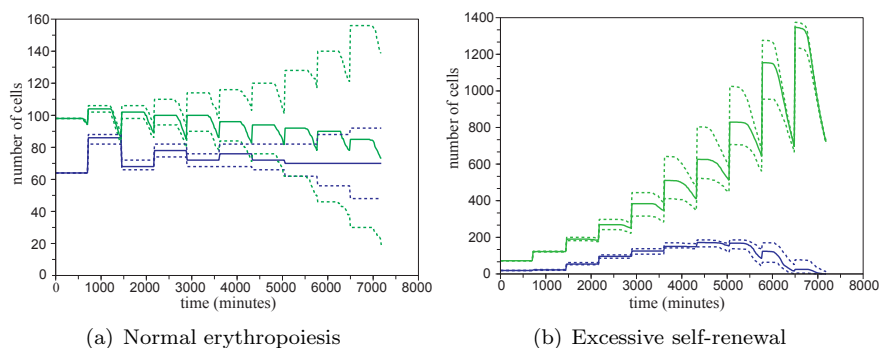 160
140
120
100
80
60
40
20
0
number of cells
0 1000 2000 3000 4000 5000 6000 7000 8000
time (minutes)
(a) Normal erythropoiesis
1400
1200
1000
800
600
400
200
0
number of cells
0 1000 2000 3000 4000 5000 6000 7000 8000
time (minutes)
(b) Excessive self-renewal